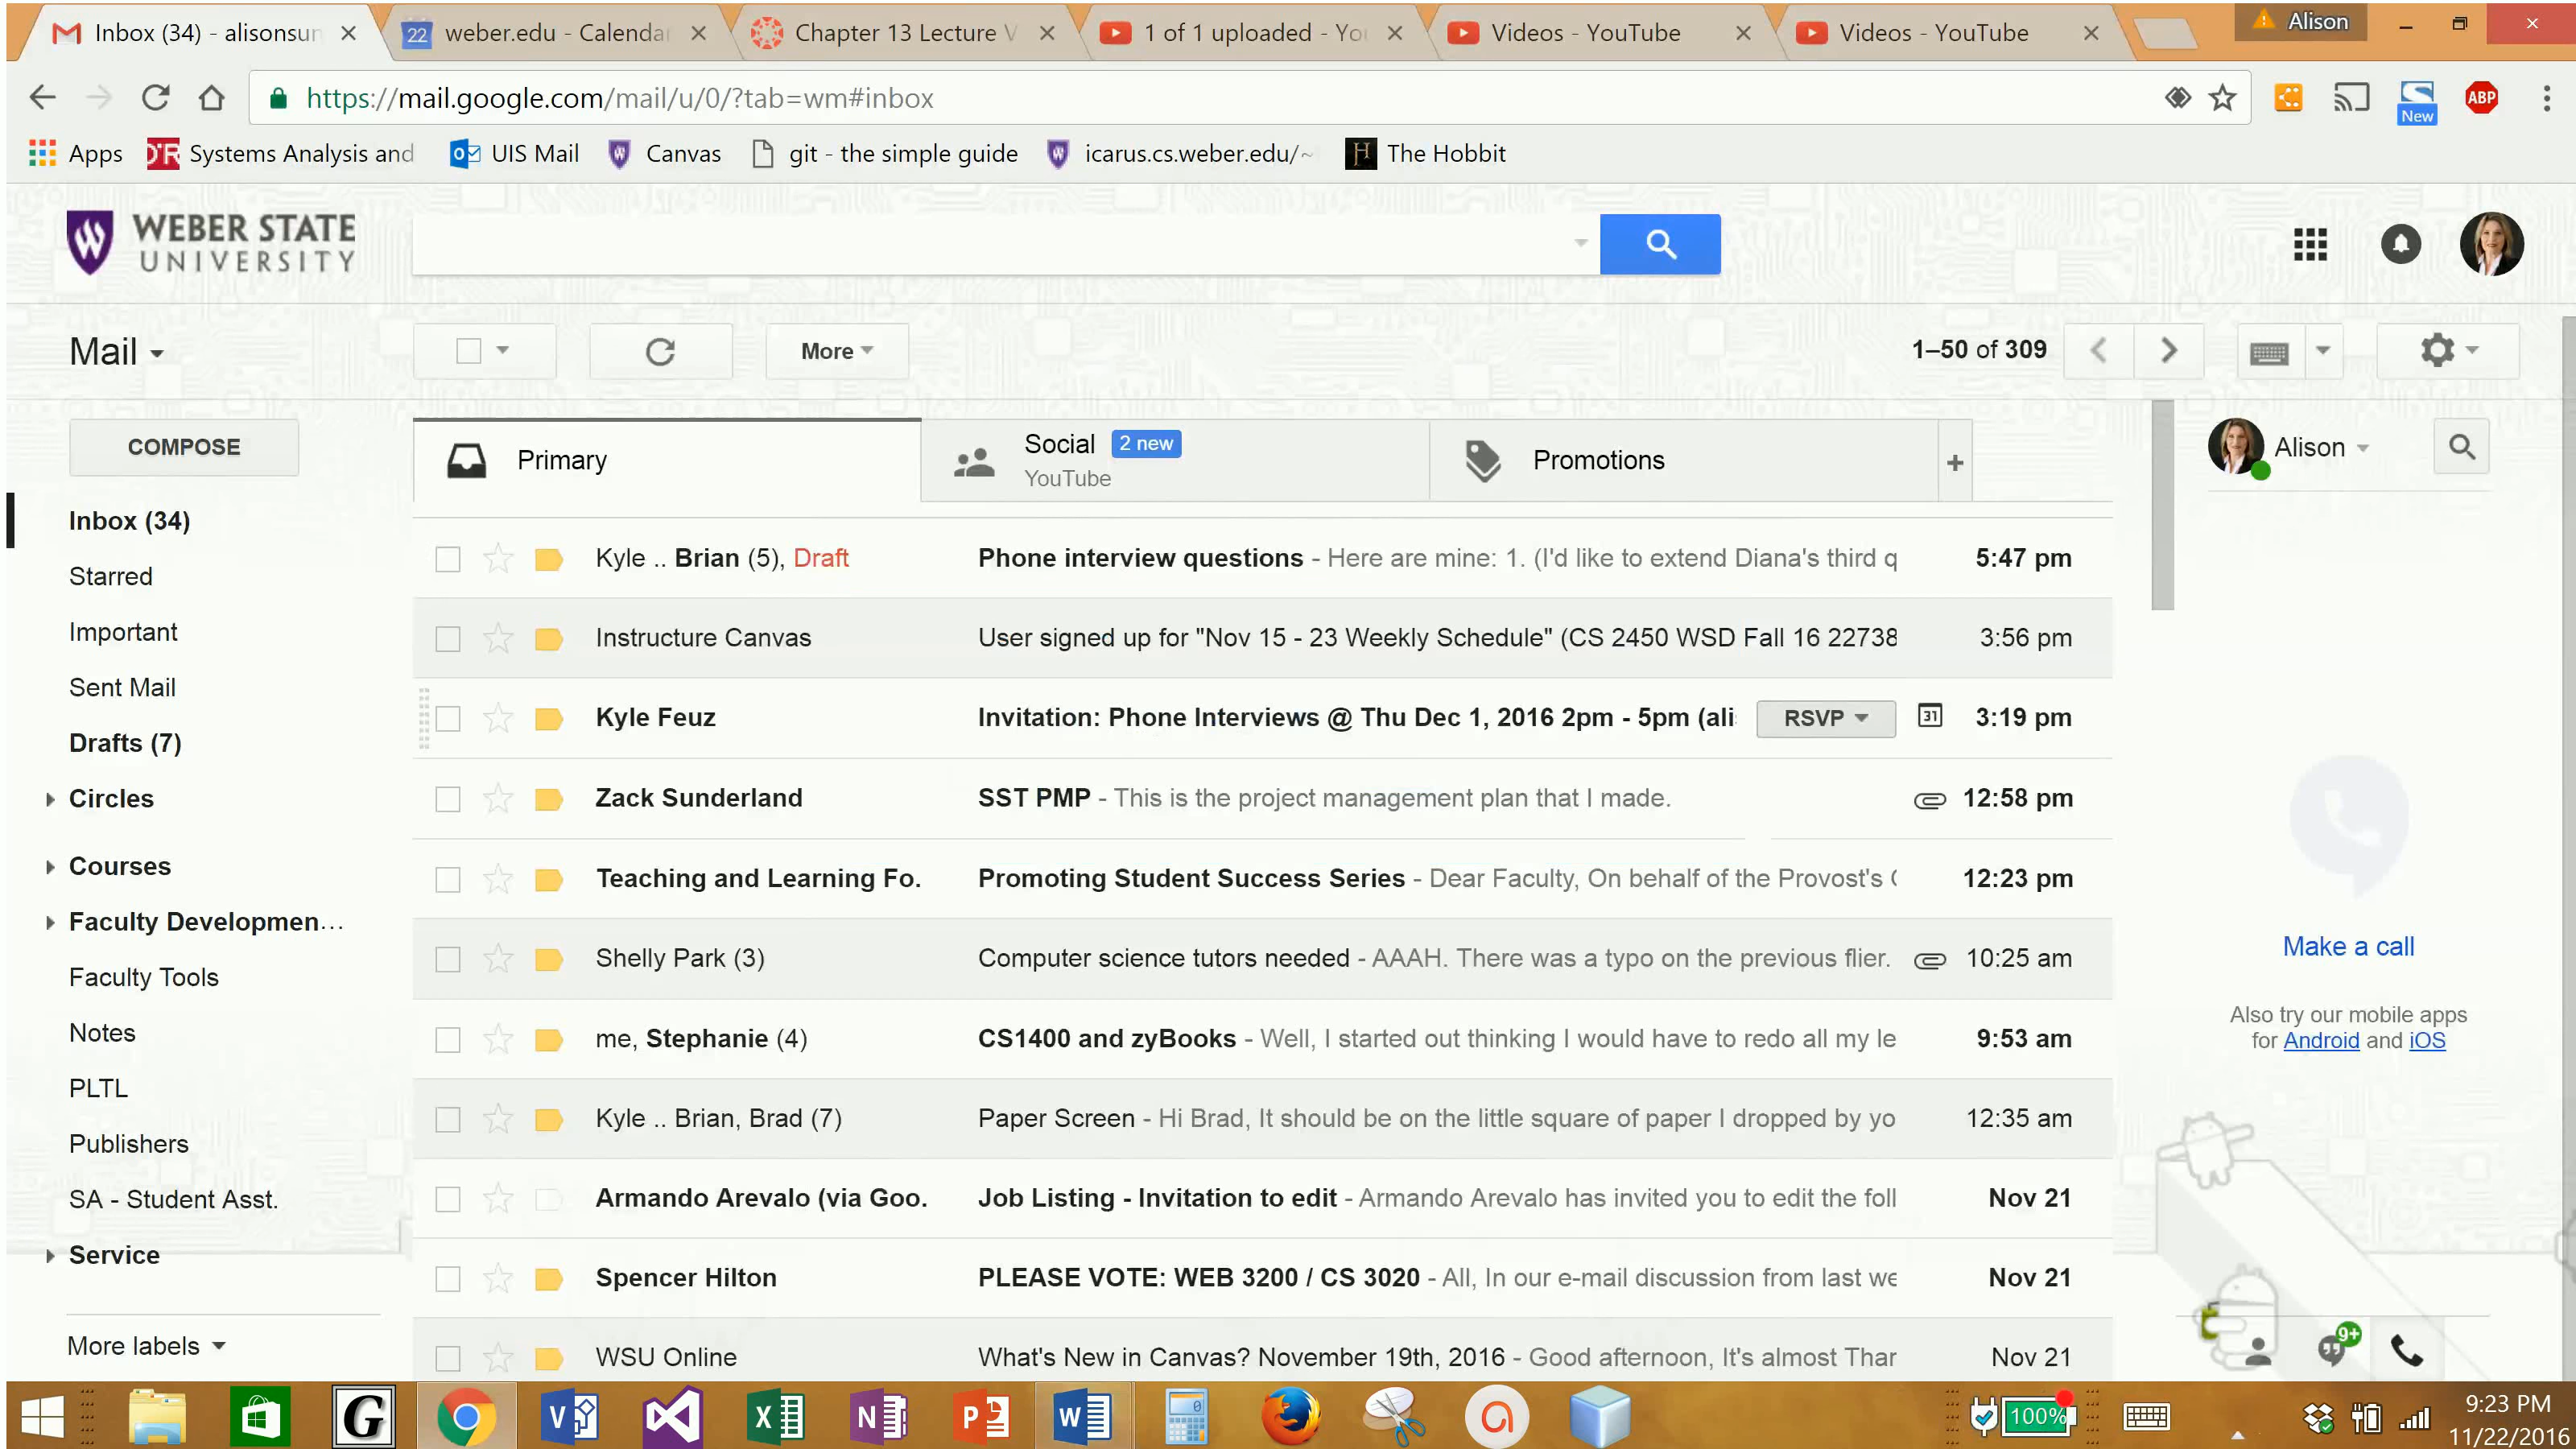 Inbox (34) - alisonsun
weber.edu - Calenda
Chapter 13 Lecture V
1 of 1 uploaded - Yo
Videos - YouTube
Videos - YouTube
Alison
https://mail.google.com/mail/u/0/?tab=wm#inbox
ABP
New
Apps
Systems Analysis and
UIS Mail
Canvas
git - the simple guide
icarus.cs.weber.edu/~
The Hobbit
WEBER STATE
UNIVERSITY
Mail
More
1–50 of 309
COMPOSE
Primary
Social 2 new
YouTube
Promotions
+
Alison
Inbox (34)
Starred
Important
Sent Mail
Drafts (7)
Circles
Courses
Faculty Developmen...
Faculty Tools
Notes
PLTL
Publishers
SA - Student Asst.
Service
More labels
Kyle .. Brian (5), Draft Phone interview questions - Here are mine: 1. (I'd like to extend Diana's third q 5:47 pm
Instructure Canvas User signed up for "Nov 15 - 23 Weekly Schedule" (CS 2450 WSD Fall 16 22738 3:56 pm
Kyle Feuz Invitation: Phone Interviews @ Thu Dec 1, 2016 2pm - 5pm (ali RSVP 31 3:19 pm
Zack Sunderland SST PMP - This is the project management plan that I made. 12:58 pm
Teaching and Learning Fo. Promoting Student Success Series - Dear Faculty, On behalf of the Provost's 12:23 pm
Shelly Park (3) Computer science tutors needed - AAAH. There was a typo on the previous flier. 10:25 am
me, Stephanie (4) CS1400 and zyBooks - Well, I started out thinking I would have to redo all my le 9:53 am
Kyle .. Brian, Brad (7) Paper Screen - Hi Brad, It should be on the little square of paper I dropped by yo 12:35 am
Armando Arevalo (via Goo. Job Listing - Invitation to edit - Armando Arevalo has invited you to edit the foll Nov 21
Spencer Hilton PLEASE VOTE: WEB 3200 / CS 3020 - All, In our e-mail discussion from last we Nov 21
WSU Online What's New in Canvas? November 19th, 2016 - Good afternoon, It's almost Thar Nov 21
Make a call
Also try our mobile apps
for Android and iOS
9+
100%
9:23 PM
11/22/2016